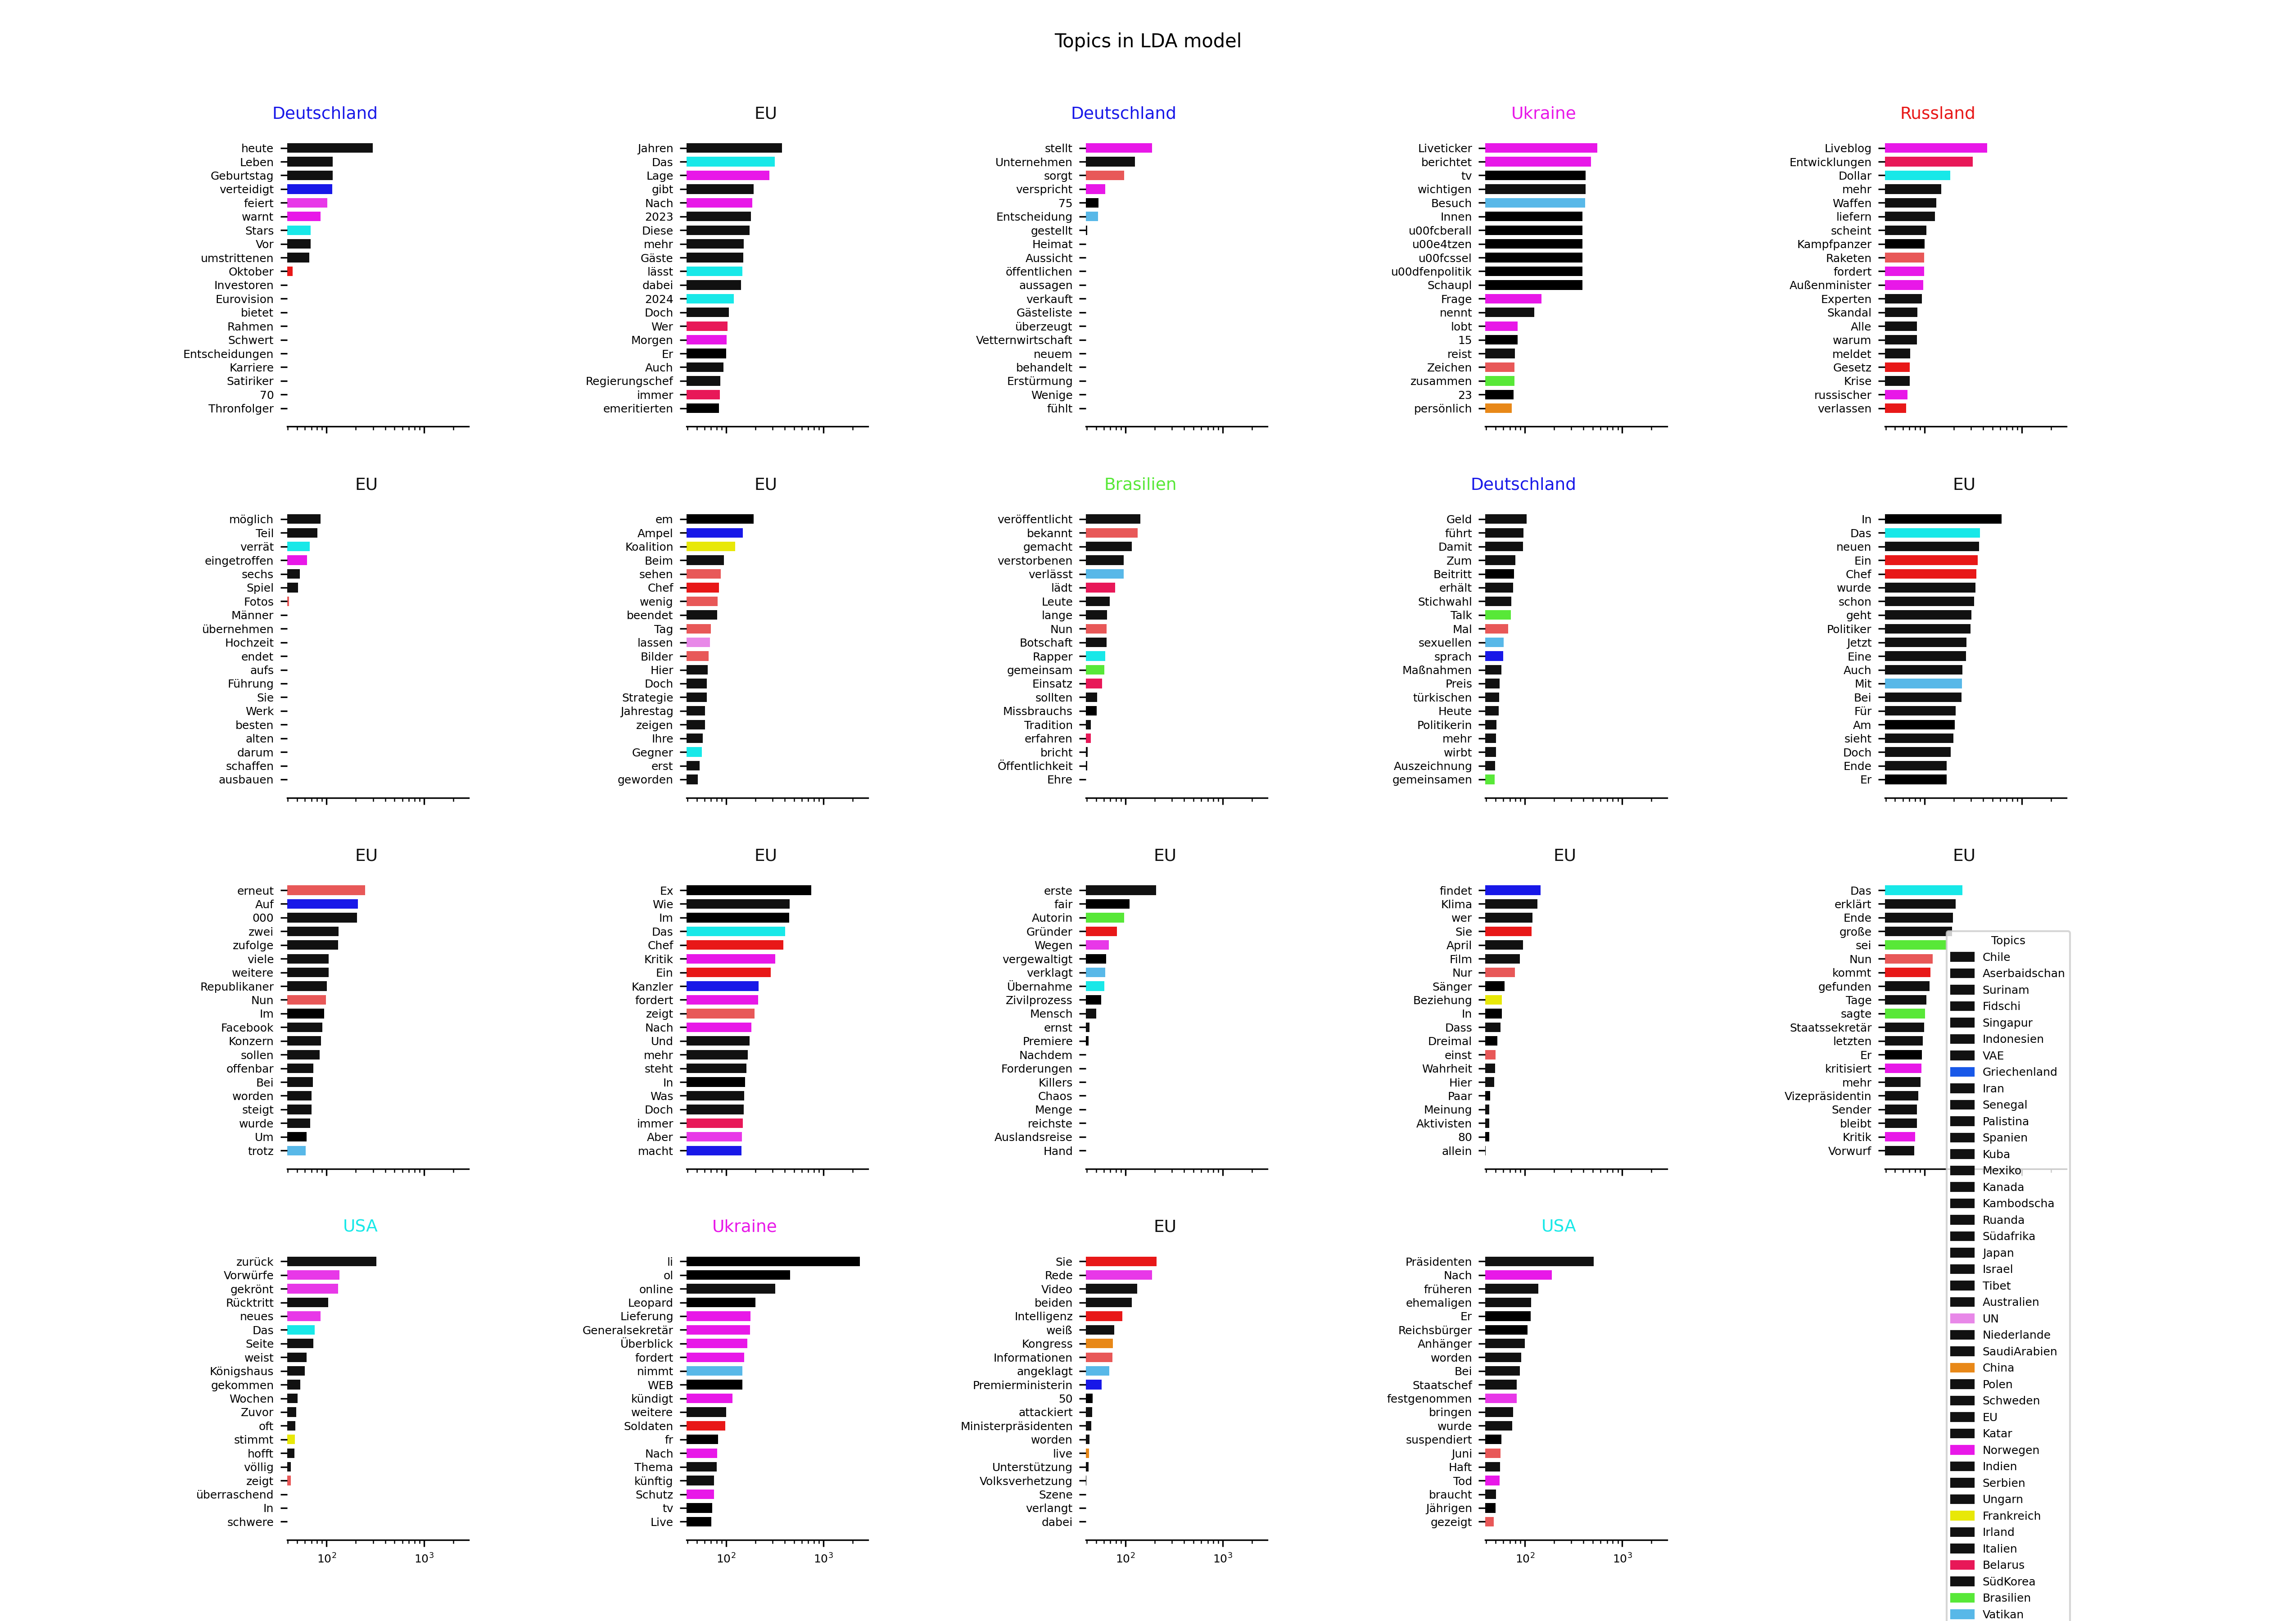 Topics in LDA model
Deutschland
heute
Leben
Geburtstag
verteidigt
feiert
warnt
Stars
Vor
umstrittenen
Oktober
Investoren
Eurovision
bietet
Rahmen
Schwert
Entscheidungen
Karriere
Satiriker
70
Thronfolger
EU
Jahren
Das
Lage
gibt
Nach
2023
Diese
mehr
Gäste
lässt
dabei
2024
Doch
Wer
Morgen
Er
Auch
Regierungschef
immer
emeritierten
Deutschland
stellt
Unternehmen
sorgt
verspricht
75
Entscheidung
gestellt
Heimat
Aussicht
öffentlichen
aussagen
verkauft
Gästeliste
überzeugt
Vetternwirtschaft
neuem
behandelt
Erstürmung
Wenige
fühlt
Ukraine
Liveticker
berichtet
tv
wichtigen
Besuch
Innen
u00fcberall
u00e4tzen
u00fcssel
u00dfenpolitik
Schaupl
Frage
nennt
lobt
15
reist
Zeichen
zusammen
23
persönlich
Russland
Liveblog
Entwicklungen
Dollar
mehr
Waffen
liefern
scheint
Kampfpanzer
Raketen
fordert
Außenminister
Experten
Skandal
Alle
warum
meldet
Gesetz
Krise
russischer
verlassen
EU
möglich
Teil
verrät
eingetroffen
sechs
Spiel
Fotos
Männer
übernehmen
Hochzeit
endet
aufs
Führung
Sie
Werk
besten
alten
darum
schaffen
ausbauen
EU
em
Ampel
Koalition
Beim
sehen
Chef
wenig
beendet
Tag
lassen
Bilder
Hier
Doch
Strategie
Jahrestag
zeigen
Ihre
Gegner
erst
geworden
Brasilien
veröffentlicht
bekannt
gemacht
verstorbenen
verlässt
lädt
Leute
lange
Nun
Botschaft
Rapper
gemeinsam
Einsatz
sollten
Missbrauchs
Tradition
erfahren
bricht
Öffentlichkeit
Ehre
Deutschland
Geld
führt
Damit
Zum
Beitritt
erhält
Stichwahl
Talk
Mal
sexuellen
sprach
Maßnahmen
Preis
türkischen
Heute
Politikerin
mehr
wirbt
Auszeichnung
gemeinsamen
EU
In
Das
neuen
Ein
Chef
wurde
schon
geht
Politiker
Jetzt
Eine
Auch
Mit
Bei
Für
Am
sieht
Doch
Ende
Er
EU
erneut
Auf
000
zwei
zufolge
viele
weitere
Republikaner
Nun
Im
Facebook
Konzern
sollen
offenbar
Bei
worden
steigt
wurde
Um
trotz
EU
Ex
Wie
Im
Das
Chef
Kritik
Ein
Kanzler
fordert
zeigt
Nach
Und
mehr
steht
In
Was
Doch
immer
Aber
macht
EU
erste
fair
Autorin
Gründer
Wegen
vergewaltigt
verklagt
Übernahme
Zivilprozess
Mensch
ernst
Premiere
Nachdem
Forderungen
Killers
Chaos
Menge
reichste
Auslandsreise
Hand
EU
findet
Klima
wer
Sie
April
Film
Nur
Sänger
Beziehung
In
Dass
Dreimal
einst
Wahrheit
Hier
Paar
Meinung
Aktivisten
80
allein
EU
Das
erklärt
Ende
große
sei
Nun
kommt
gefunden
Tage
sagte
Staatssekretär
letzten
Er
kritisiert
mehr
Vizepräsidentin
Sender
bleibt
Kritik
Vorwurf
USA
zurück
Vorwürfe
gekrönt
Rücktritt
neues
Das
Seite
weist
Königshaus
gekommen
Wochen
Zuvor
oft
stimmt
hofft
völlig
zeigt
überraschend
In
schwere
10² 10³
Ukraine
li
ol
online
Leopard
Lieferung
Generalsekretär
Überblick
fordert
nimmt
WEB
kündigt
weitere
Soldaten
fr
Nach
Thema
künftig
Schutz
tv
Live
10² 10³
EU
Sie
Rede
Video
beiden
Intelligenz
weiß
Kongress
Informationen
angeklagt
Premierministerin
50
attackiert
Ministerpräsidenten
worden
live
Unterstützung
Volksverhetzung
Szene
verlangt
dabei
10² 10³
USA
Präsidenten
Nach
früheren
ehemaligen
Er
Reichsbürger
Anhänger
worden
Bei
Staatschef
festgenommen
bringen
wurde
suspendiert
Juni
Haft
Tod
braucht
Jährigen
gezeigt
10² 10³
Topics
Chile
Aserbaidschan
Surinam
Fidschi
Singapur
Indonesien
VAE
Griechenland
Iran
Senegal
Palistina
Spanien
Kuba
Mexiko
Kanada
Kambodscha
Ruanda
Südafrika
Japan
Israel
Tibet
Australien
UN
Niederlande
SaudiArabien
China
Polen
Schweden
EU
Katar
Norwegen
Indien
Serbien
Ungarn
Frankreich
Irland
Italien
Belarus
SüdKorea
Brasilien
Vatikan